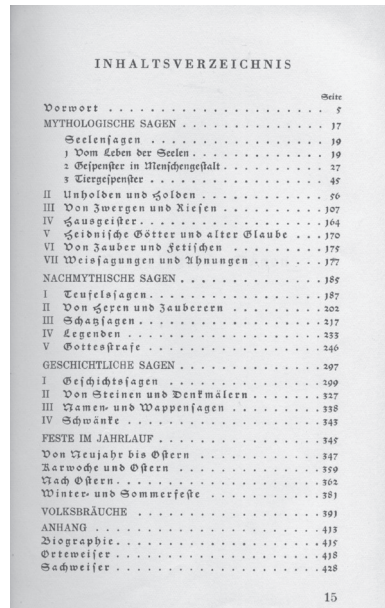 INHALTSVERZEICHNIS
Seite
Vorwort . . . . . . . . . . . . . . . . . . . . 5
MYTHOLOGISCHE SAGEN . . . . . . . . . . . . . . 17
Seelensagen . . . . . . . . . . . . . . . . . . 19
1 Vom Leben der Seelen . . . . . . . . . . . . . 19
2 Gespenster in Menschengestalt . . . . . . . . . 27
3 Tiergespenster . . . . . . . . . . . . . . . . 45
II Unholden und Holden . . . . . . . . . . . . . 56
III Von Zwergen und Riesen . . . . . . . . . . . 107
IV Hausgeister . . . . . . . . . . . . . . . . . 164
V Heidnische Götter und alter Glaube . . . . . . 170
VI Von Zauber und Fetischen . . . . . . . . . . . 175
VII Weissagungen und Ahnungen . . . . . . . . . . 177
NACHMYTHISCHE SAGEN . . . . . . . . . . . . . . 185
I Teufelssagen . . . . . . . . . . . . . . . . . 187
II Von Hexen und Zauberern . . . . . . . . . . . 202
III Schatzsagen . . . . . . . . . . . . . . . . . 217
IV Legenden . . . . . . . . . . . . . . . . . . . 233
V Gottesstrafe . . . . . . . . . . . . . . . . . 246
GESCHICHTLICHE SAGEN . . . . . . . . . . . . . . 297
I Geschichtssagen . . . . . . . . . . . . . . . 299
II Von Steinen und Denkmälern . . . . . . . . . . 327
III Namen- und Wappensagen . . . . . . . . . . . 338
IV Schwänke . . . . . . . . . . . . . . . . . . . 343
FESTE IM JAHRLAUF . . . . . . . . . . . . . . . 345
Von Neujahr bis Ostern . . . . . . . . . . . . . 347
Karwoche und Ostern . . . . . . . . . . . . . . 359
Nach Ostern . . . . . . . . . . . . . . . . . . 362
Winter- und Sommerfeste . . . . . . . . . . . . 381
VOLKSBRÄUCHE . . . . . . . . . . . . . . . . . . 391
ANHANG . . . . . . . . . . . . . . . . . . . . . 413
Biographie . . . . . . . . . . . . . . . . . . . 415
Ortsweiser . . . . . . . . . . . . . . . . . . . 418
Sachweiser . . . . . . . . . . . . . . . . . . . 428
15